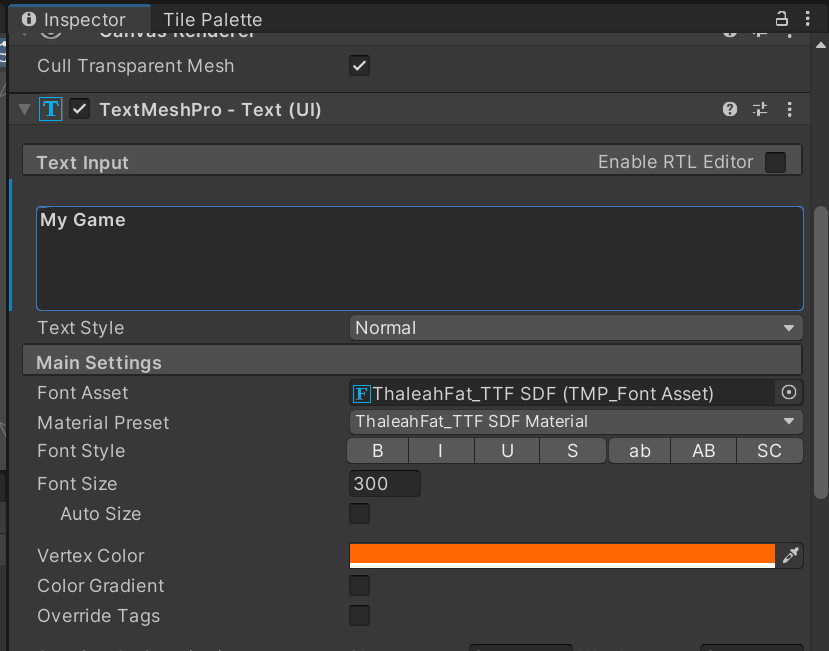 Inspector Tile Palette
Canvas Renderer
Cull Transparent Mesh
T TextMeshPro - Text (UI)
Text Input Enable RTL Editor
My Game
Text Style Normal
Main Settings
Font Asset F ThaleahFat_TTF SDF (TMP_Font Asset)
Material Preset ThaleahFat_TTF SDF Material
Font Style B I U S ab AB SC
Font Size 300
Auto Size
Vertex Color
Color Gradient
Override Tags